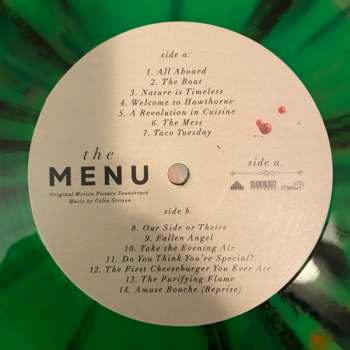 side a.
1. All Aboard
2. The Boat
3. Nature is Timeless
4. Welcome to Hawthorne
5. A Revolution in Cuisine
6. The Mess
7. Taco Tuesday
the
MENU
Original Motion Picture Soundtrack
Music by Colin Stetson
side a.
side b.
8. Our Side or Theirs
9. Fallen Angel
10. Take the Evening Air
11. Do You Think You're Special?
12. The First Cheeseburger You Ever Ate
13. The Purifying Flame
14. Amuse Bouche (Reprise)